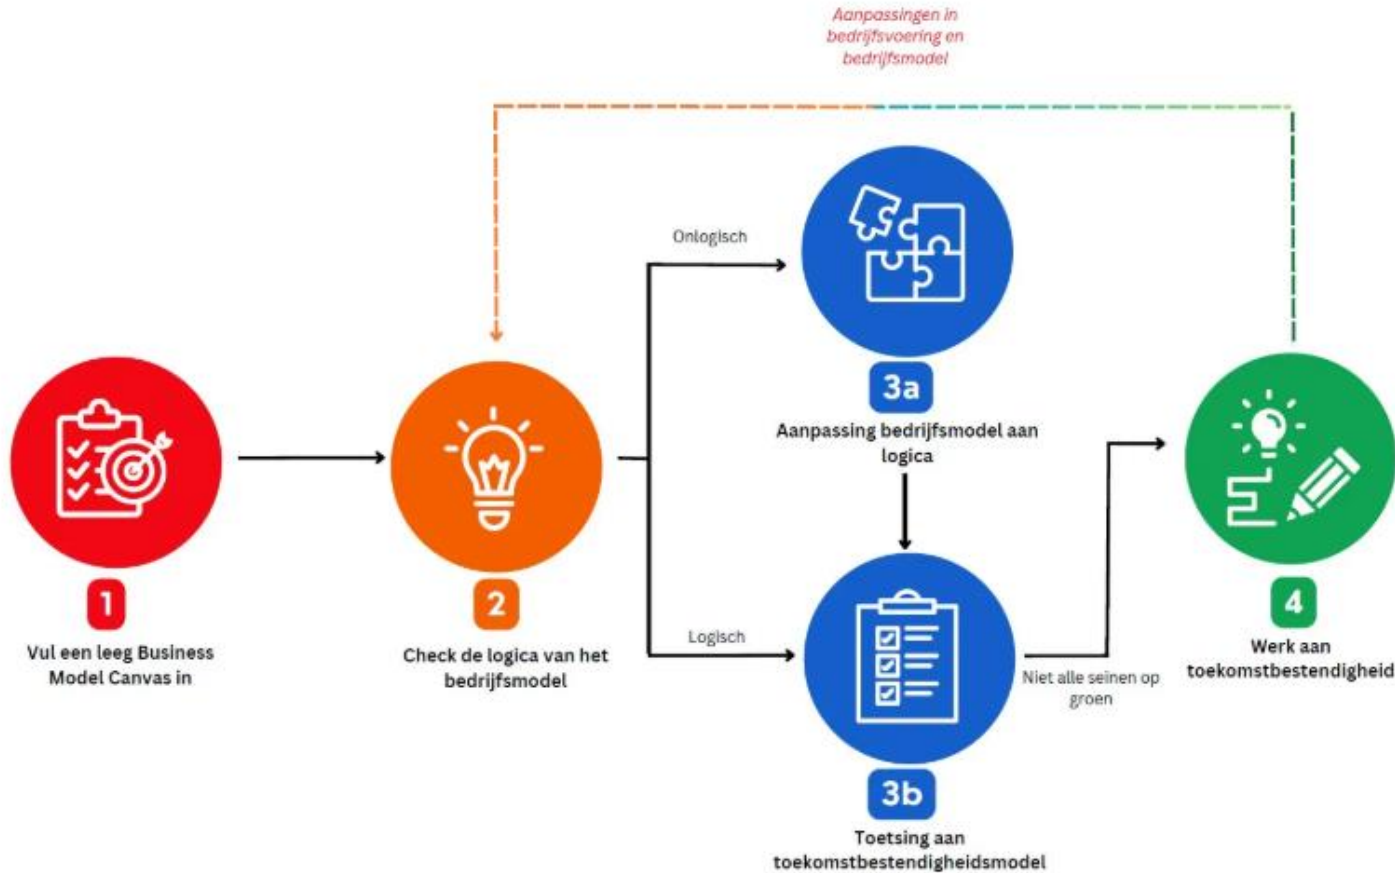 Aanpassingen in
bedrijfsvoering en
bedrijfsmodel
Onlogisch
3a
Aanpassing bedrijfsmodel aan
logica
1
Vul een leeg Business
Model Canvas in
2
Check de logica van het
bedrijfsmodel
Logisch
3b
Toetsing aan
toekomstbestendigheidsmodel
Niet alle seinen op
groen
4
Werk aan
toekomstbestendigheid